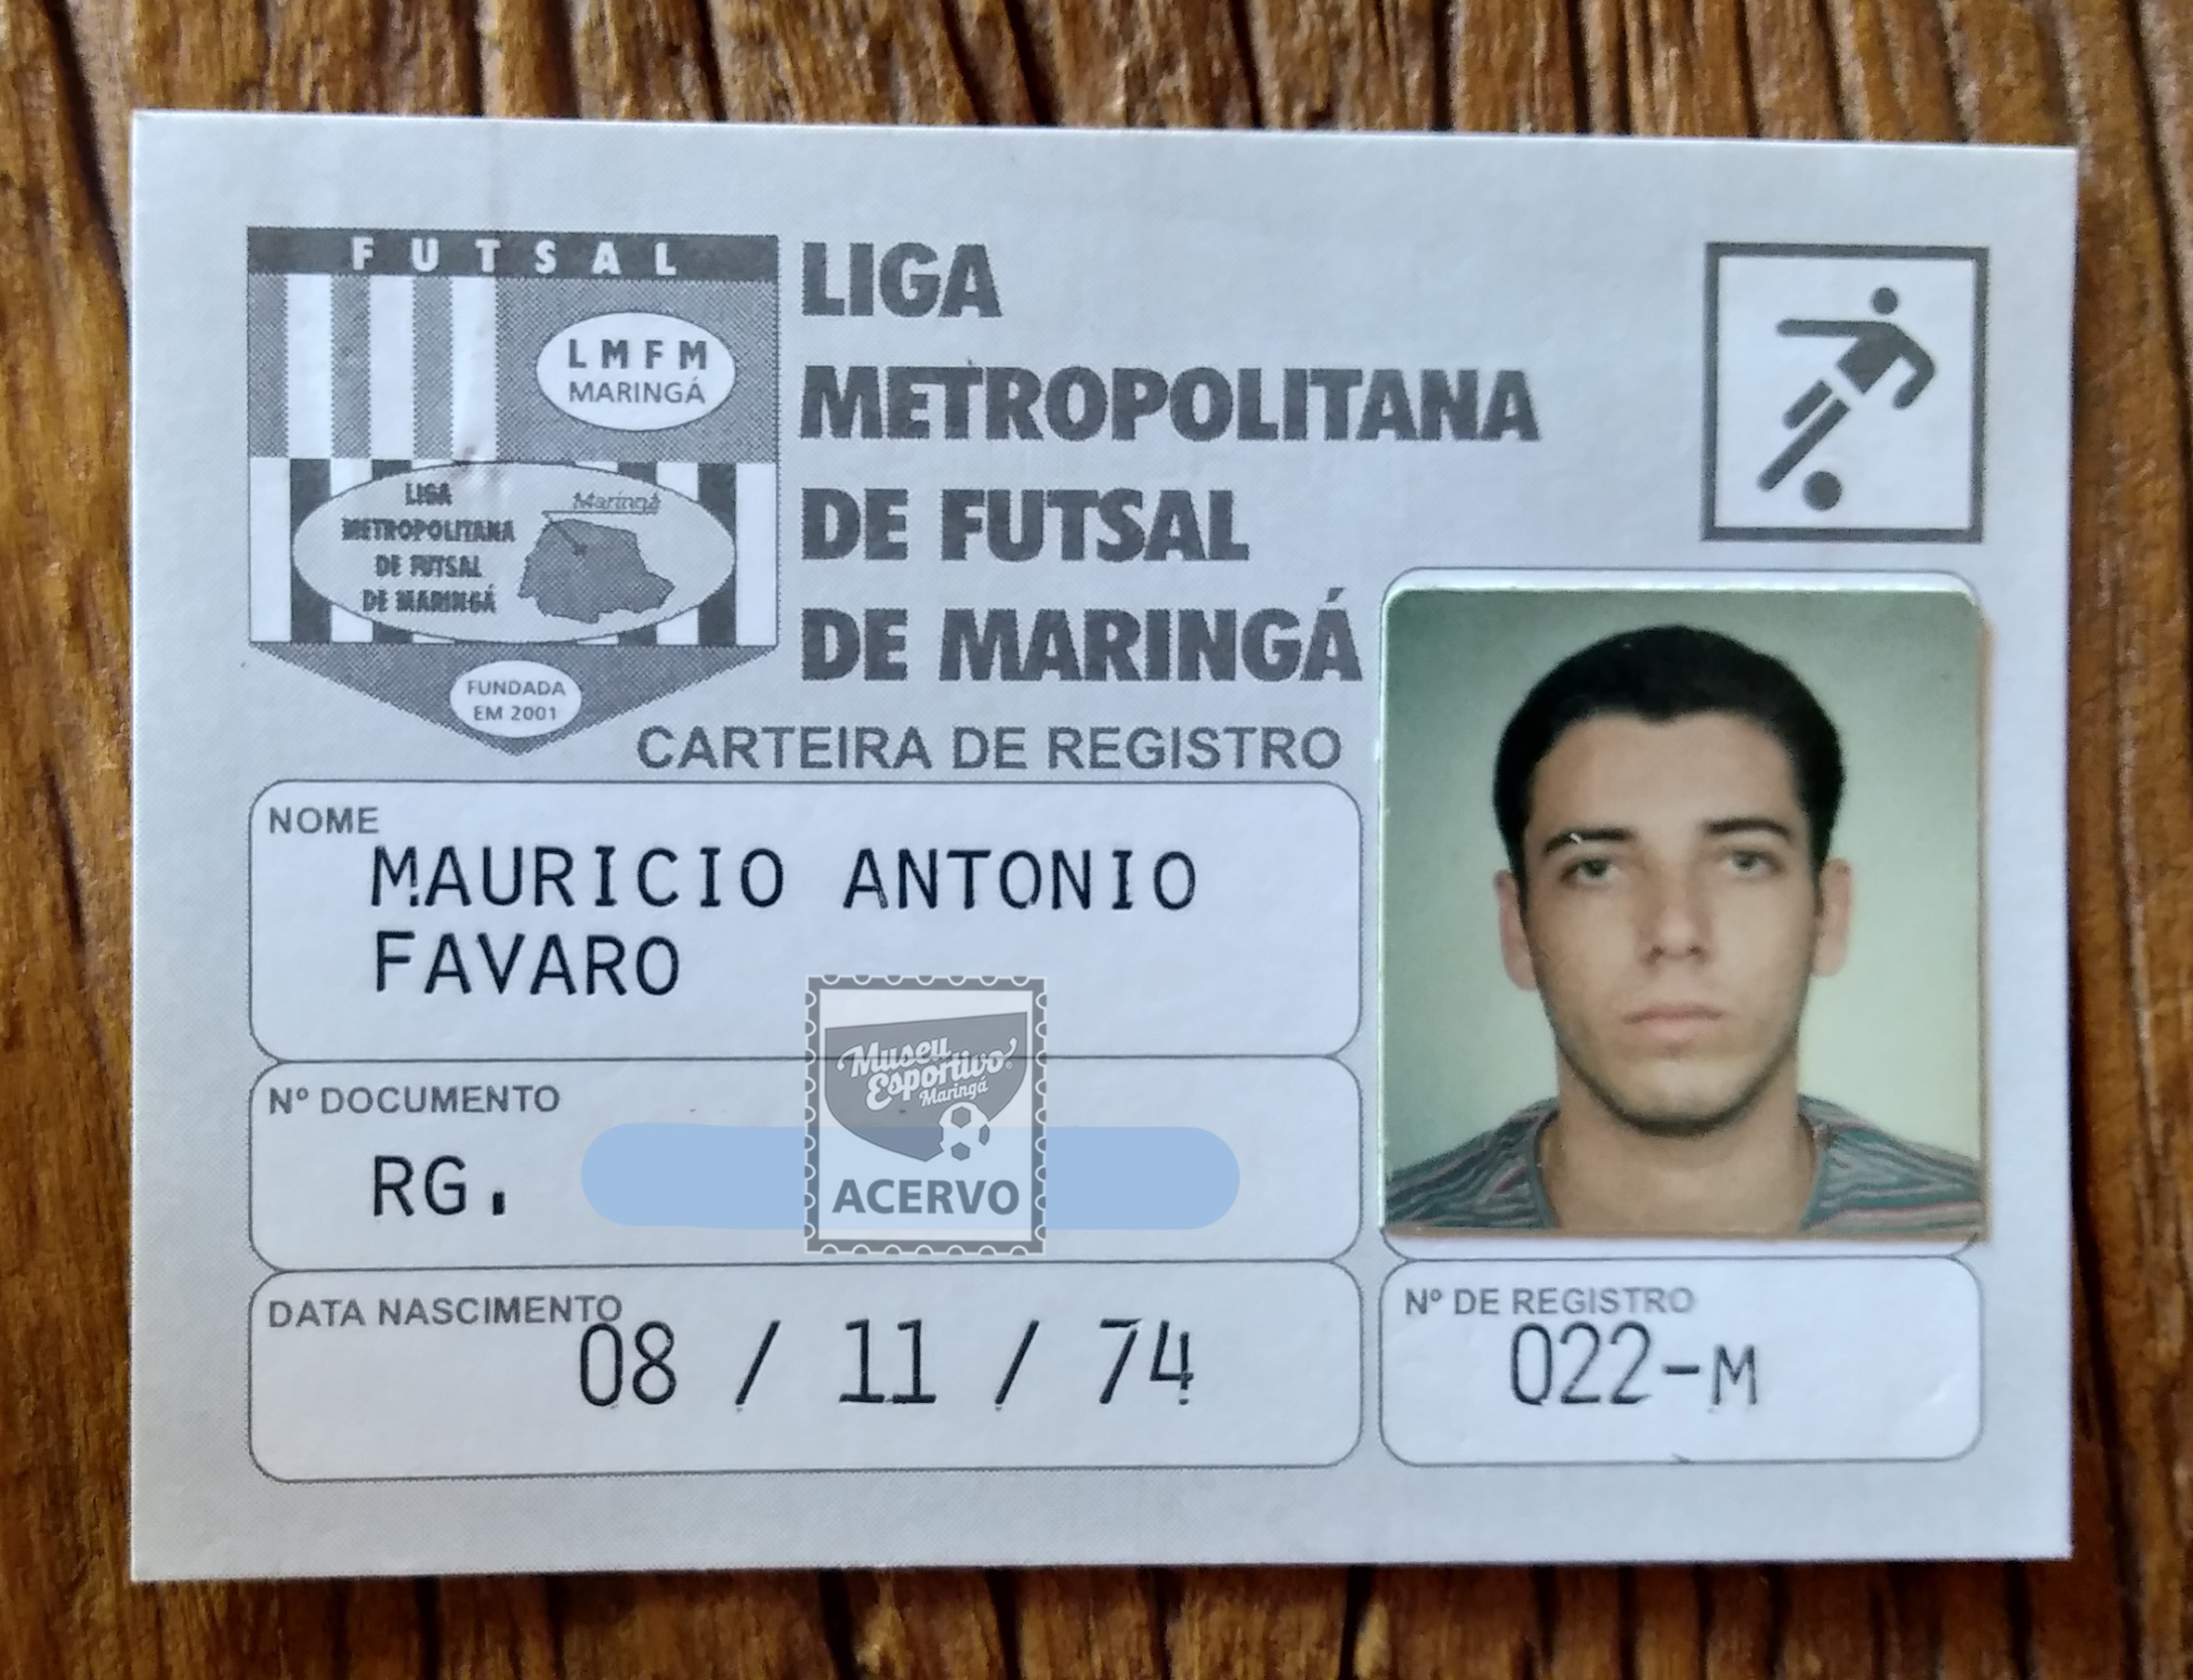 FUTSAL
LMFM
MARINGÁ
LIGA
METROPOLITANA
DE FUTSAL
DE MARINGÁ
Maringá
FUNDADA
EM 2001
LIGA
METROPOLITANA
DE FUTSAL
DE MARINGÁ
CARTEIRA DE REGISTRO
NOME
MAURICIO ANTONIO
FAVARO
Nº DOCUMENTO
RG.
Museu
Esportivo
Maringá
ACERVO
DATA NASCIMENTO
08 / 11 / 74
Nº DE REGISTRO
022-M